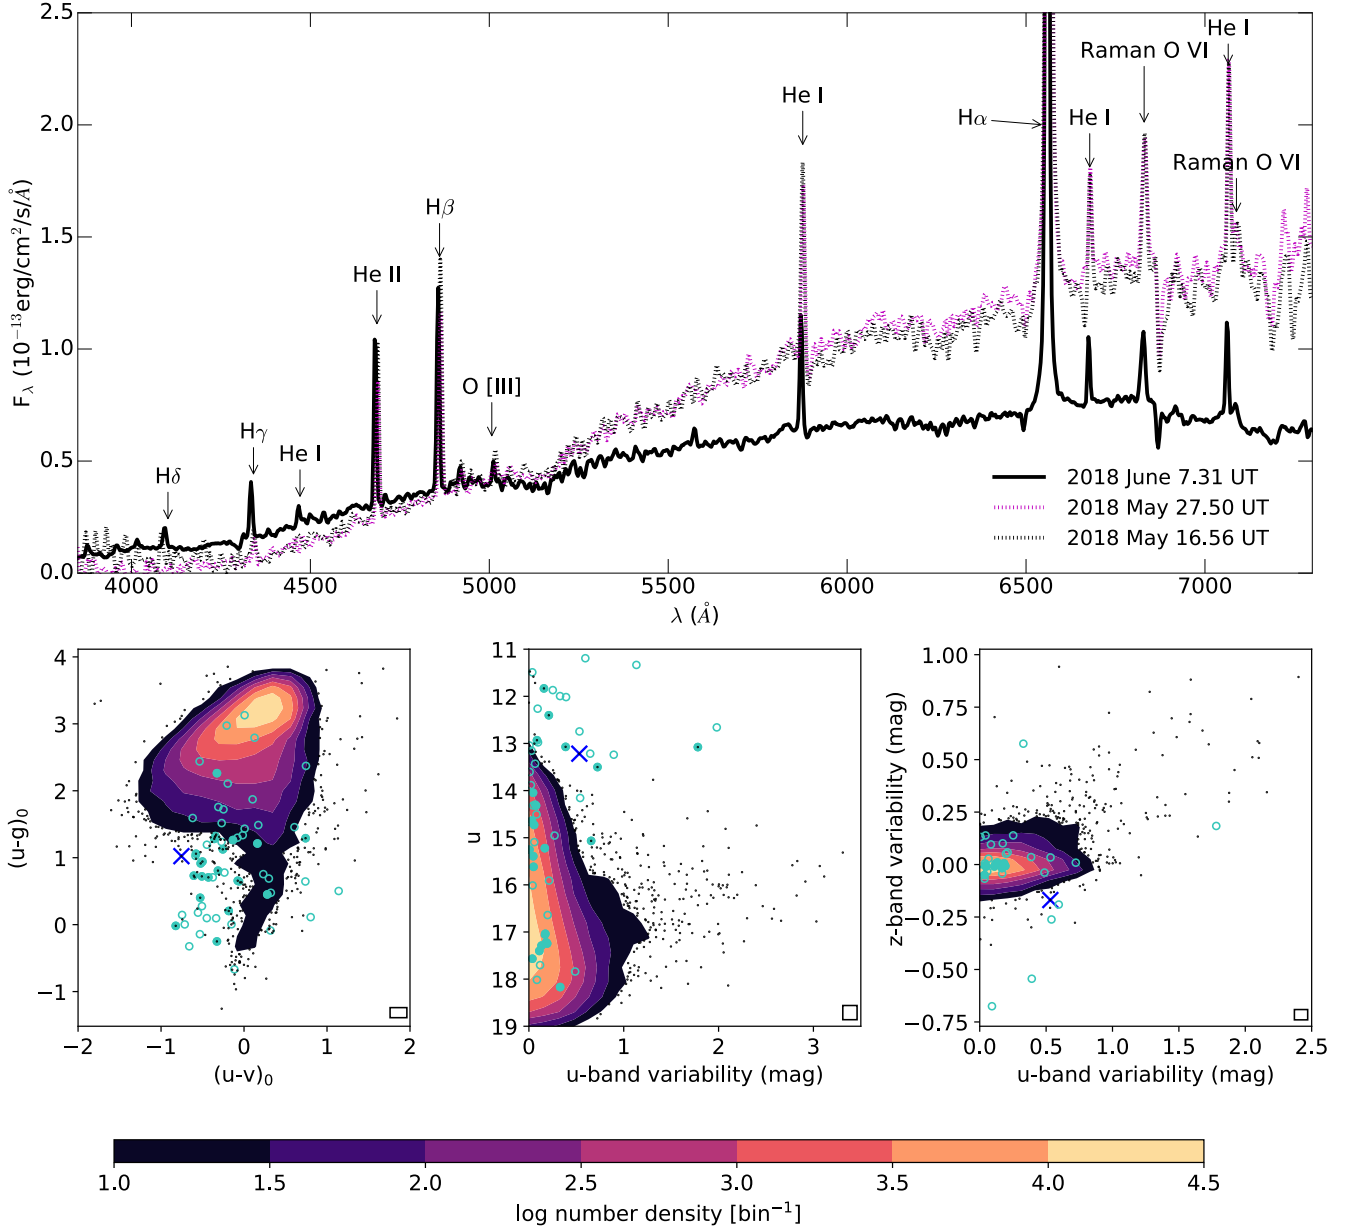 2.5
2.0
1.5
1.0
0.5
0.0
F_λ (10⁻¹³erg/cm²/s/Å)
He I
Raman O VI
He I
Hα
He I
Raman O VI
Hβ
He II
O [III]
Hγ
He I
Hδ
2018 June 7.31 UT
2018 May 27.50 UT
2018 May 16.56 UT
4000 4500 5000 5500 6000 6500 7000
λ (Å)
4
3
2
1
0
−1
(u-g)₀
−2 −1 0 1 2
(u-v)₀
11
12
13
14
15
16
17
18
19
u
0 1 2 3
u-band variability (mag)
1.00
0.75
0.50
0.25
0.00
−0.25
−0.50
−0.75
z-band variability (mag)
0.0 0.5 1.0 1.5 2.0 2.5
u-band variability (mag)
1.0 1.5 2.0 2.5 3.0 3.5 4.0 4.5
log number density [bin⁻¹]